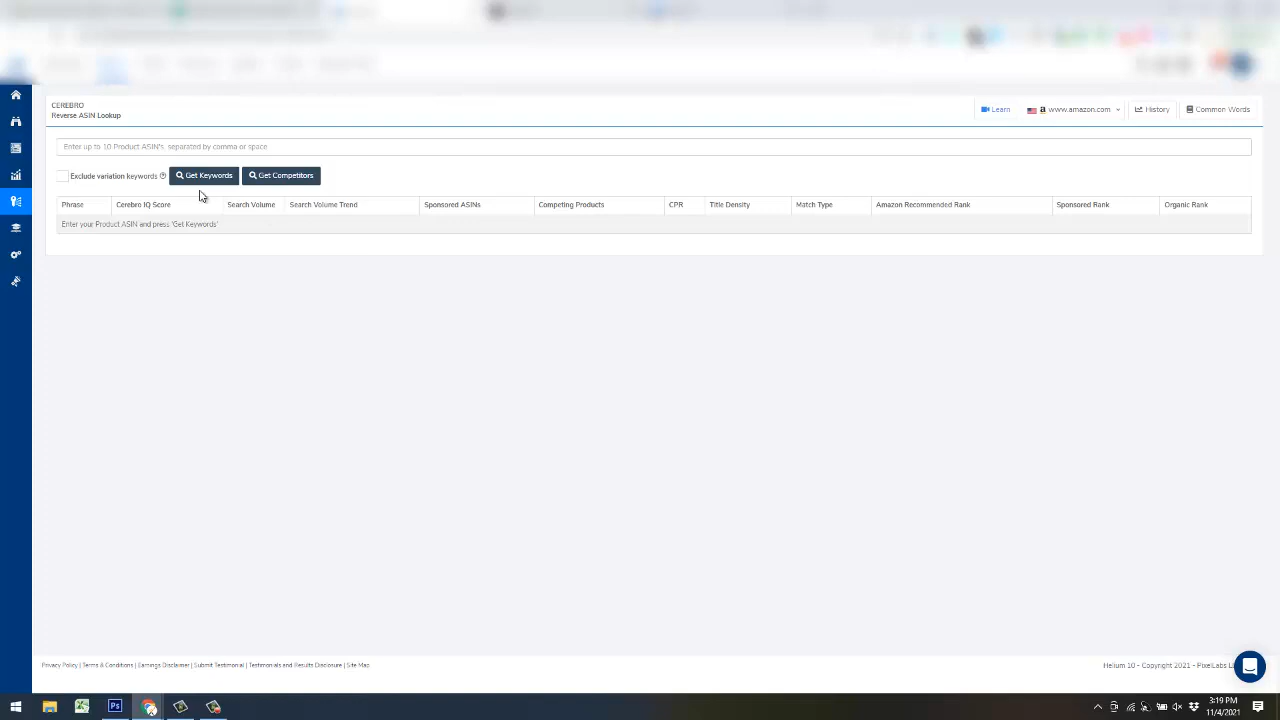 CEREBRO
Reverse ASIN Lookup
Learn www.amazon.com History Common Words
Enter up to 10 Product ASIN's, separated by comma or space
Exclude variation keywords Get Keywords Get Competitors
Phrase Cerebro IQ Score Search Volume Search Volume Trend Sponsored ASINs Competing Products CPR Title Density Match Type Amazon Recommended Rank Sponsored Rank Organic Rank
Enter your Product ASIN and press 'Get Keywords'
Privacy Policy | Terms & Conditions | Earnings Disclaimer | Submit Testimonial | Testimonials and Results Disclosure | Site Map
Helium 10 - Copyright 2021 - PixelLabs
3:19 PM
11/4/2021